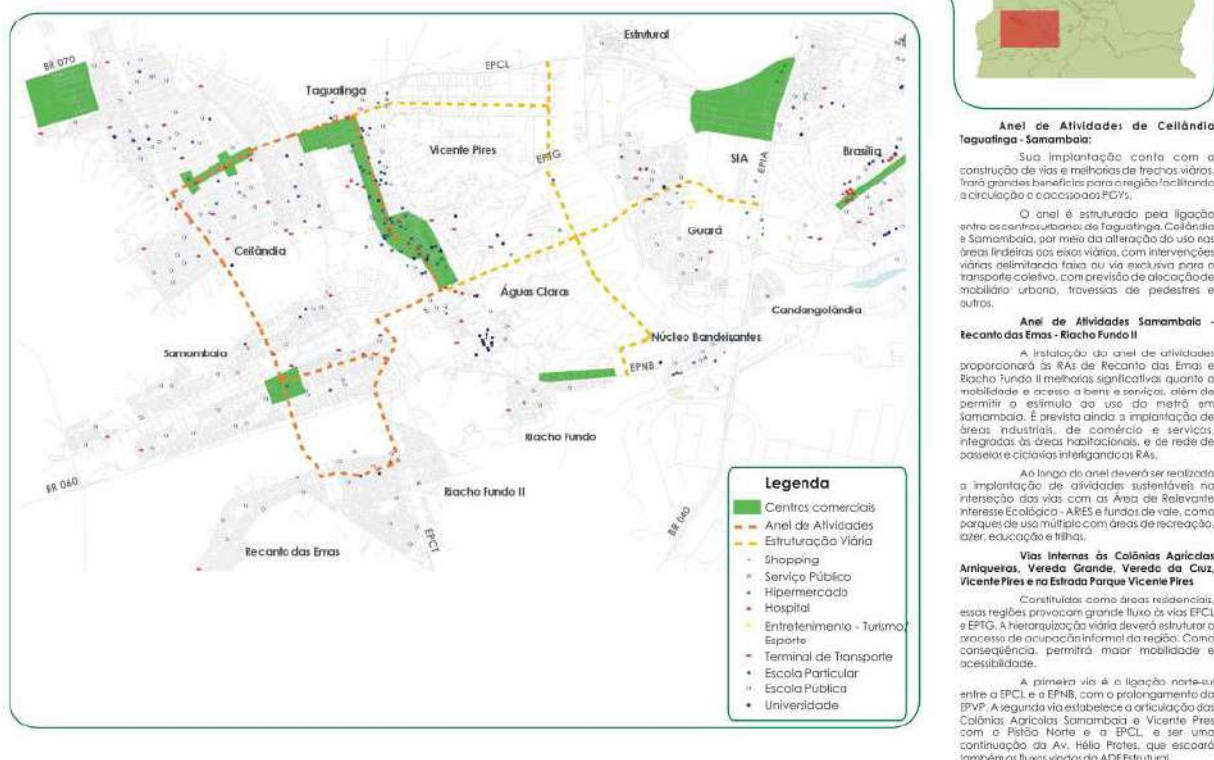 Estrutural
BR 070
EPCL
Taguatinga
Vicente Pires
EPTG
SIA
EPIA
Brasília
Guará
Ceilândia
Águas Claras
Candangolândia
Samambaia
Núcleo Bandeirantes
EPNB
Riacho Fundo
BR 060
Riacho Fundo II
BR 040
Recanto das Emas
EPCT
Legenda
Centros comerciais
Anel de Atividades
Estruturação Viária
Shopping
Serviço Público
Hipermercado
Hospital
Entretenimento - Turismo/
Esporte
Terminal de Transporte
Escola Particular
Escola Pública
Universidade
Anel de Atividades de Ceilândia
Taguatinga - Samambaia:
Sua implantação conta com a
construção de vias e melhorias de trechos viários.
Trará grandes benefícios para a região facilitando
a circulação e o acesso aos PGVs.
O anel é estruturado pela ligação
entre os centros urbanos de Taguatinga, Ceilândia
e Samambaia, por meio da alteração do uso nas
áreas lindeiras aos eixos viários, com intervenções
viárias delimitando faixa ou via exclusiva para o
transporte coletivo, com previsão de alocação de
mobiliário urbano, travessias de pedestres e
outros.
Anel de Atividades Samambaia -
Recanto das Emas - Riacho Fundo II
A instalação do anel de atividades
proporcionará às RAs de Recanto das Emas e
Riacho Fundo II melhorias significativas quanto a
mobilidade e acesso a bens e serviços, além de
permitir o estímulo ao uso do metrô em
Samambaia. É prevista ainda a implantação de
áreas industriais, de comércio e serviços,
integradas às áreas habitacionais, e de rede de
passeios e ciclovias interligando as RAs.
Ao longo do anel deverá ser realizada
a implantação de atividades sustentáveis na
interseção das vias com as Área de Relevante
Interesse Ecológico - ARIES e fundos de vale, como
parques de uso múltiplo com áreas de recreação,
lazer, educação e trilhas.
Vias Internas às Colônias Agrícolas
Arniqueiras, Vereda Grande, Vereda da Cruz,
Vicente Pires e na Estrada Parque Vicente Pires
Constituídas como áreas residenciais,
essas regiões provocam grande fluxo às vias EPCL
e EPTG. A hierarquização viária deverá estruturar o
processo de ocupação informal da região. Como
conseqüência, permitirá maior mobilidade e
acessibilidade.
A primeira via é a ligação norte-sul
entre a EPCL e a EPNB, com o prolongamento da
EPVP. A segunda via estabelece a articulação das
Colônias Agrícolas Samambaia e Vicente Pires
com o Pistão Norte e a EPCL, e ser uma
continuação da Av. Hélio Prates, que escoará
também os fluxos vindos da ADE Estrutural.